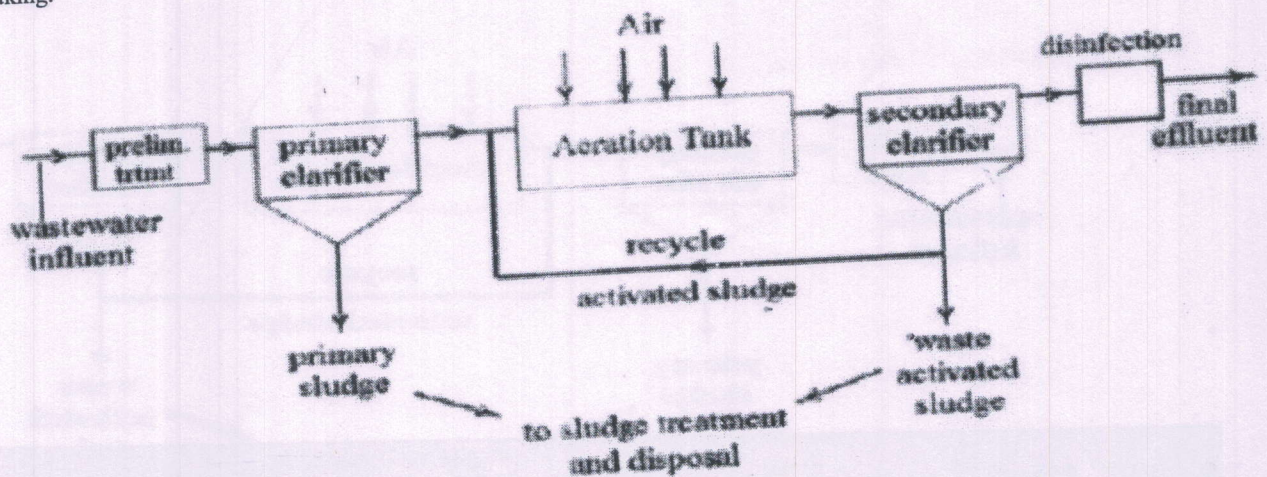 Air
disinfection
prelim.
trtmt
primary
clarifier
Aeration Tank
secondary
clarifier
final
effluent
wastewater
influent
recycle
activated sludge
primary
sludge
waste
activated
sludge
to sludge treatment
and disposal